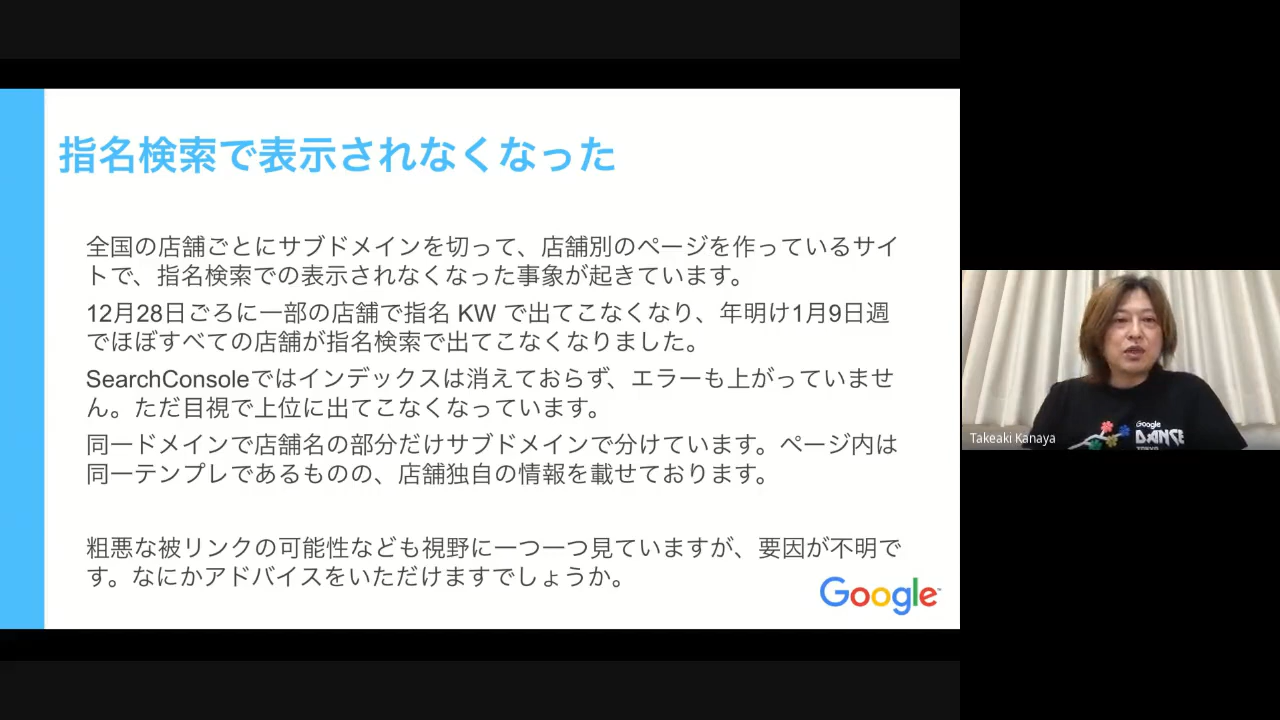 指名検索で表示されなくなった
全国の店舗ごとにサブドメインを切って、店舗別のページを作っているサイ
トで、指名検索での表示されなくなった事象が起きています。
12月28日ごろに一部の店舗で指名 KW で出てこなくなり、年明け1月9日週
でほぼすべての店舗が指名検索で出てこなくなりました。
SearchConsoleではインデックスは消えておらず、エラーも上がっていませ
ん。ただ目視で上位に出てこなくなっています。
同一ドメインで店舗名の部分だけサブドメインで分けています。ページ内は
同一テンプレであるものの、店舗独自の情報を載せております。
粗悪な被リンクの可能性なども視野に一つ一つ見ていますが、要因が不明で
す。なにかアドバイスをいただけますでしょうか。
Google
Takeaki Kanaya
Google
DANCE
TOKYO